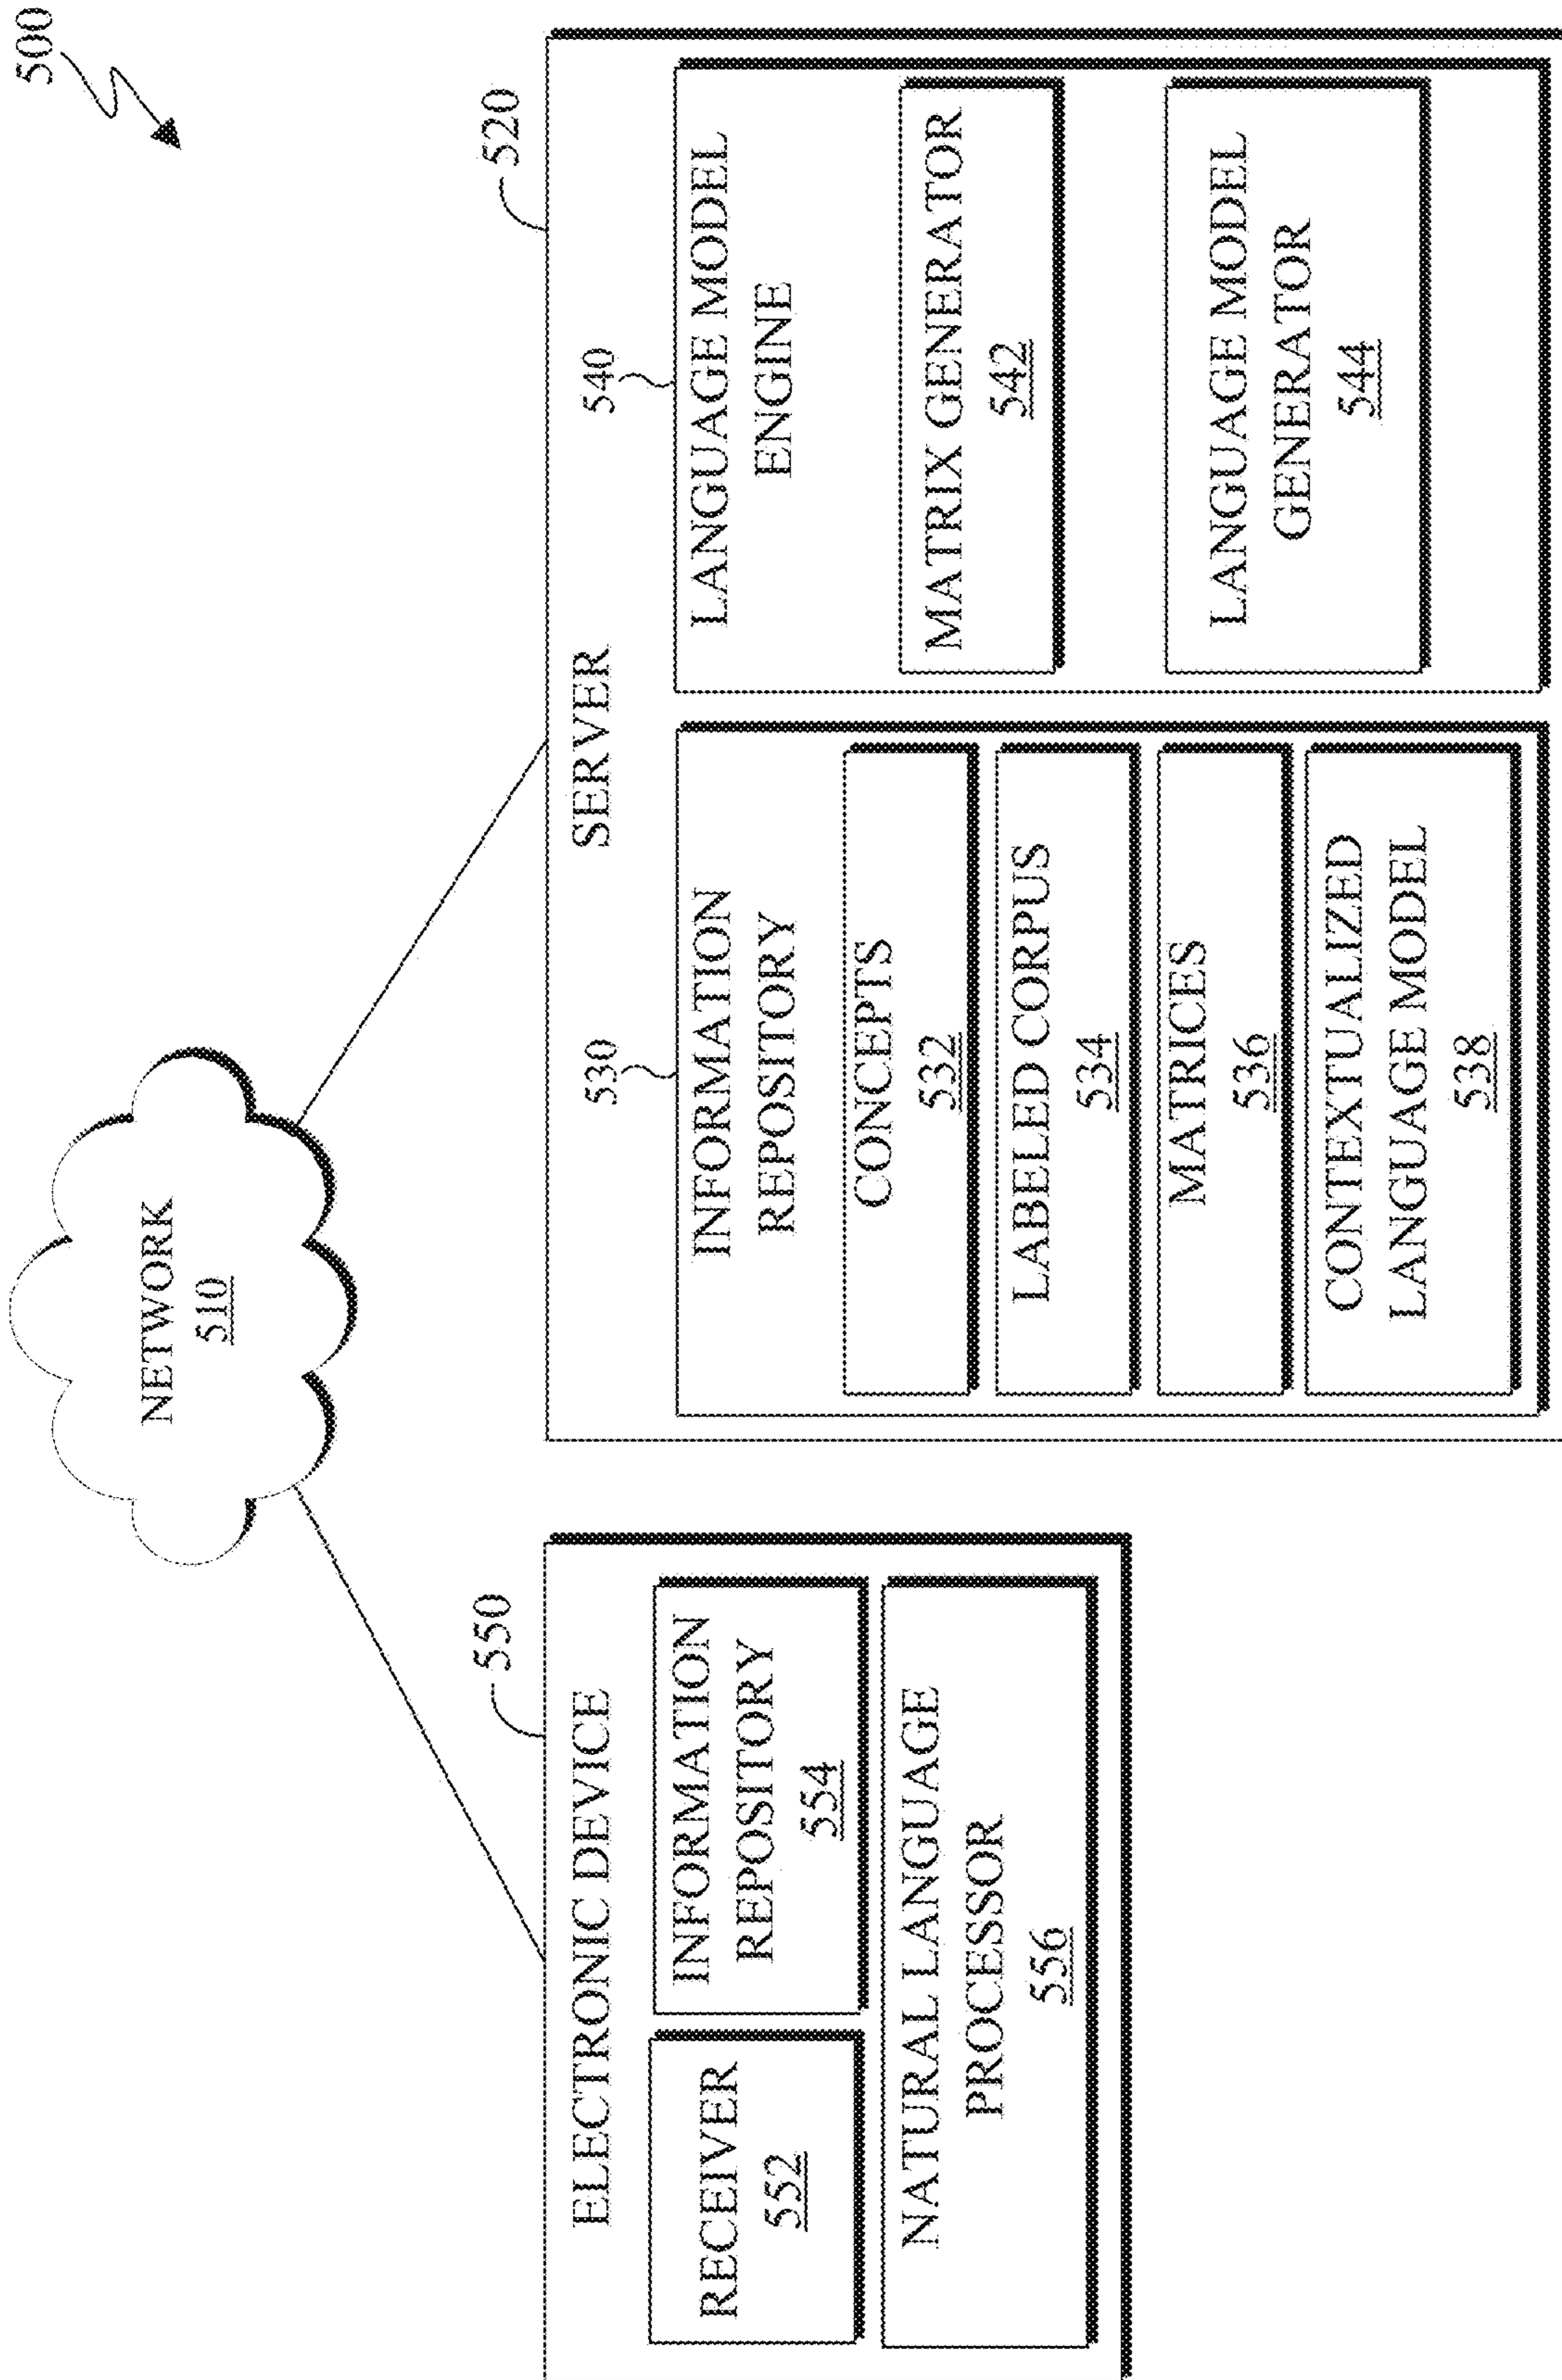 500
NETWORK
510
550
ELECTRONIC DEVICE
RECEIVER
552
INFORMATION
REPOSITORY
554
NATURAL LANGUAGE
PROCESSOR
556
520
SERVER
530
INFORMATION
REPOSITORY
CONCEPTS
532
LABELED CORPUS
534
MATRICES
536
CONTEXTUALIZED
LANGUAGE MODEL
538
540
LANGUAGE MODEL
ENGINE
MATRIX GENERATOR
542
LANGUAGE MODEL
GENERATOR
544